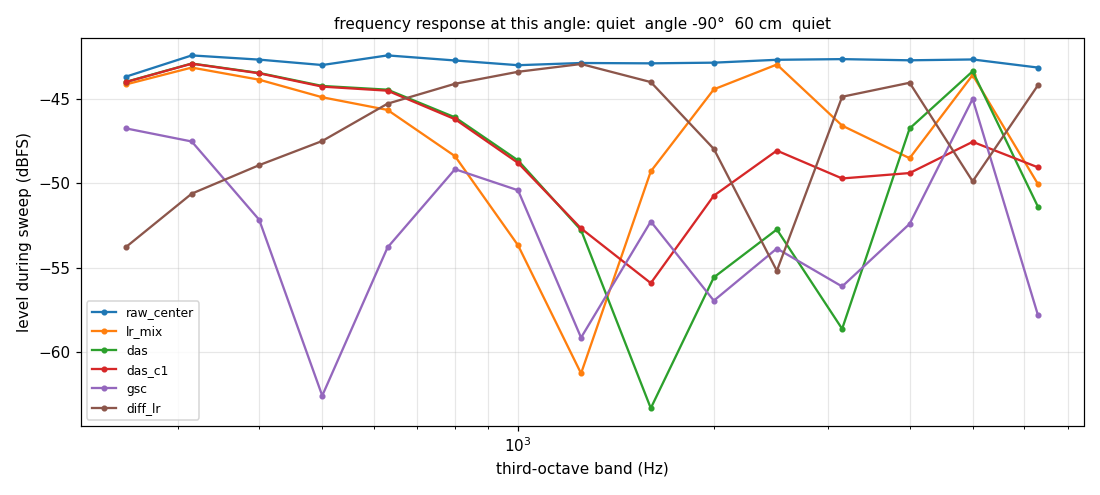 frequency response at this angle: quiet  angle -90°  60 cm  quiet
level during sweep (dBFS)
−45
−50
−55
−60
raw_center
lr_mix
das
das_c1
gsc
diff_lr
10³
third-octave band (Hz)